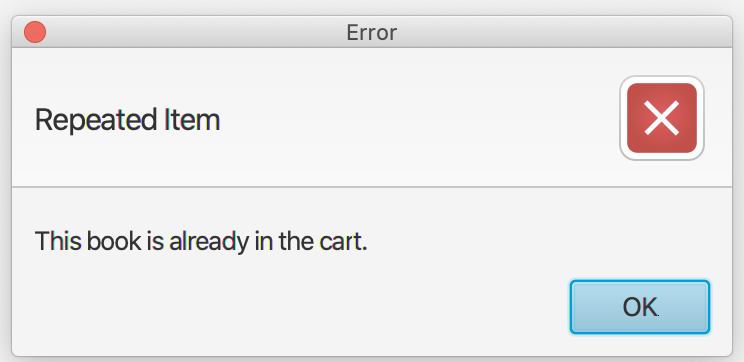 Error
Repeated Item
This book is already in the cart.
OK